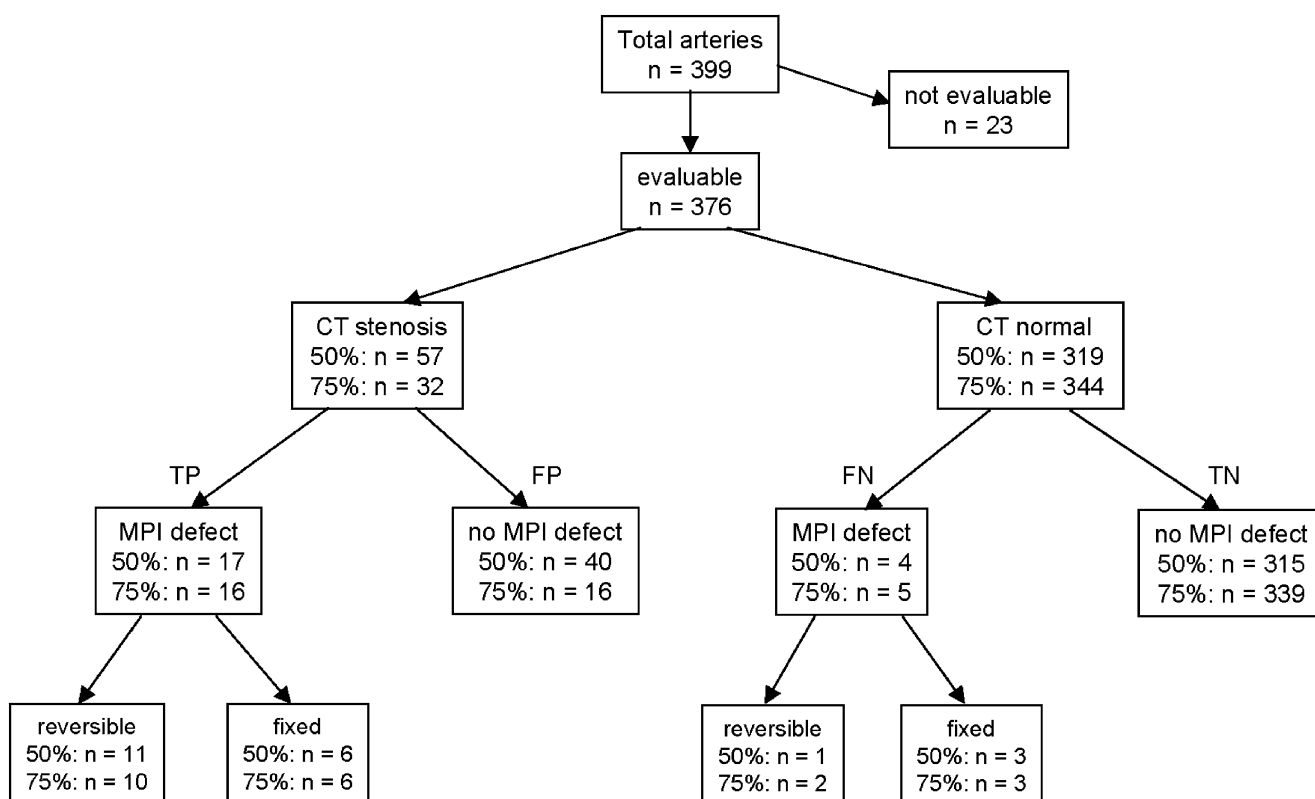 Total arteries
n = 399
not evaluable
n = 23
evaluable
n = 376
CT stenosis
50%: n = 57
75%: n = 32
CT normal
50%: n = 319
75%: n = 344
TP
FP
FN
TN
MPI defect
50%: n = 17
75%: n = 16
no MPI defect
50%: n = 40
75%: n = 16
MPI defect
50%: n = 4
75%: n = 5
no MPI defect
50%: n = 315
75%: n = 339
reversible
50%: n = 11
75%: n = 10
fixed
50%: n = 6
75%: n = 6
reversible
50%: n = 1
75%: n = 2
fixed
50%: n = 3
75%: n = 3